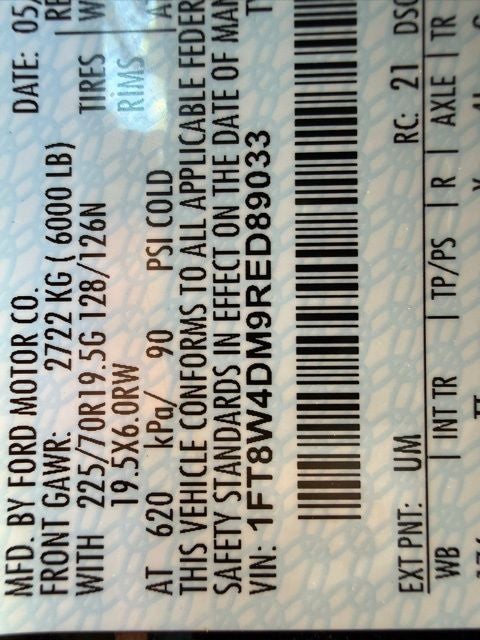 MFD. BY FORD MOTOR CO. DATE: 05/
FRONT GAWR: 2722 KG ( 6000 LB)
WITH 225/70R19.5G 128/126N TIRES
19.5X6.0RW RIMS
AT 620 kPa/ 90 PSI COLD
THIS VEHICLE CONFORMS TO ALL APPLICABLE FEDER
SAFETY STANDARDS IN EFFECT ON THE DATE OF MAN
VIN: 1FT8W4DM9RED89033
EXT PNT: UM RC: 21 DSO
WB | INT TR | TP/PS | R | AXLE | TR